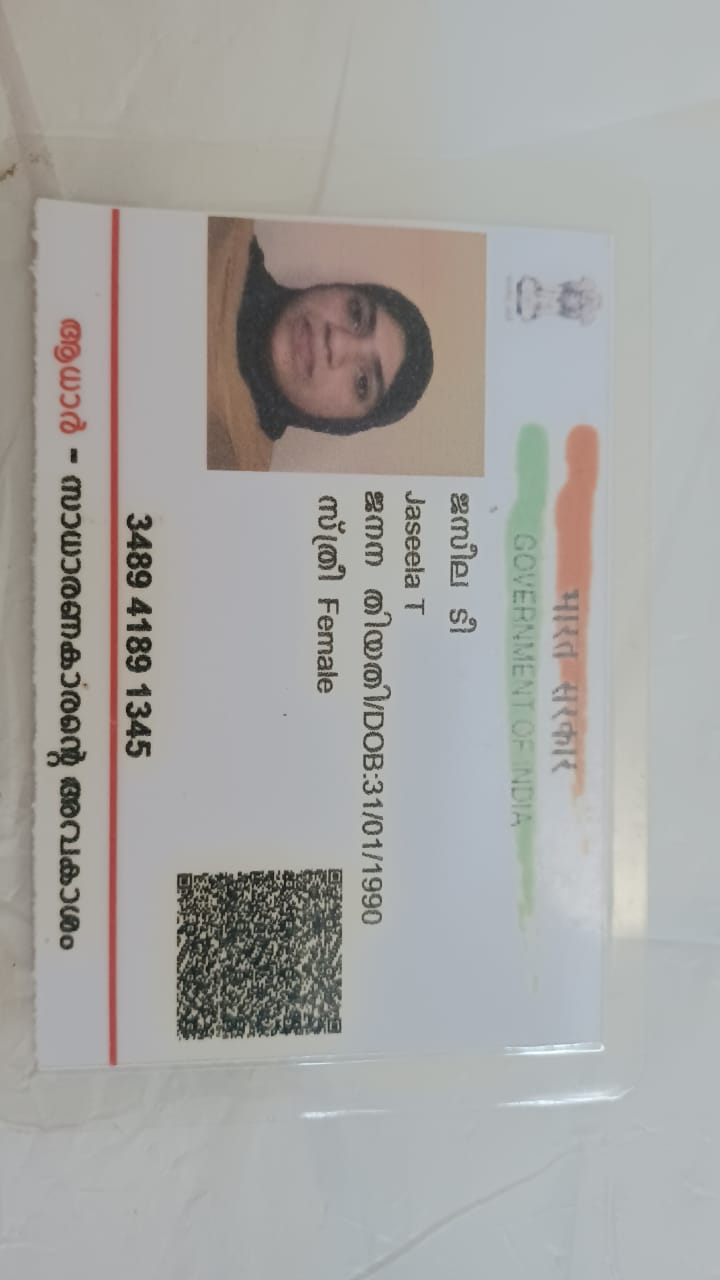 भारत सरकार
GOVERNMENT OF INDIA
ജസീല ടി
Jaseela T
ജനന തിയതി/DOB:31/01/1990
സ്ത്രീ Female
3489 4189 1345
ആധാർ - സാധാരണകാരന്റെ അവകാശം